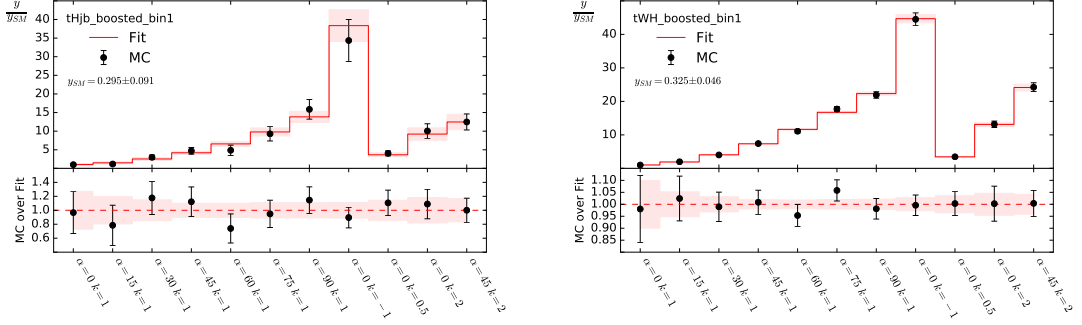 y
y_SM
tHjb_boosted_bin1
Fit
MC
y_SM = 0.295±0.091
40
35
30
25
20
15
10
5
MC over Fit
1.4
1.2
1.0
0.8
0.6
α = 0 k = 1
α = 15 k = 1
α = 30 k = 1
α = 45 k = 1
α = 60 k = 1
α = 75 k = 1
α = 90 k = 1
α = 0 k = −1
α = 0 k = 0.5
α = 0 k = 2
α = 45 k = 2
y
y_SM
tWH_boosted_bin1
Fit
MC
y_SM = 0.325±0.046
50
40
30
20
10
MC over Fit
1.10
1.05
1.00
0.95
0.90
0.85
α = 0 k = 1
α = 15 k = 1
α = 30 k = 1
α = 45 k = 1
α = 60 k = 1
α = 75 k = 1
α = 90 k = 1
α = 0 k = −1
α = 0 k = 0.5
α = 0 k = 2
α = 45 k = 2